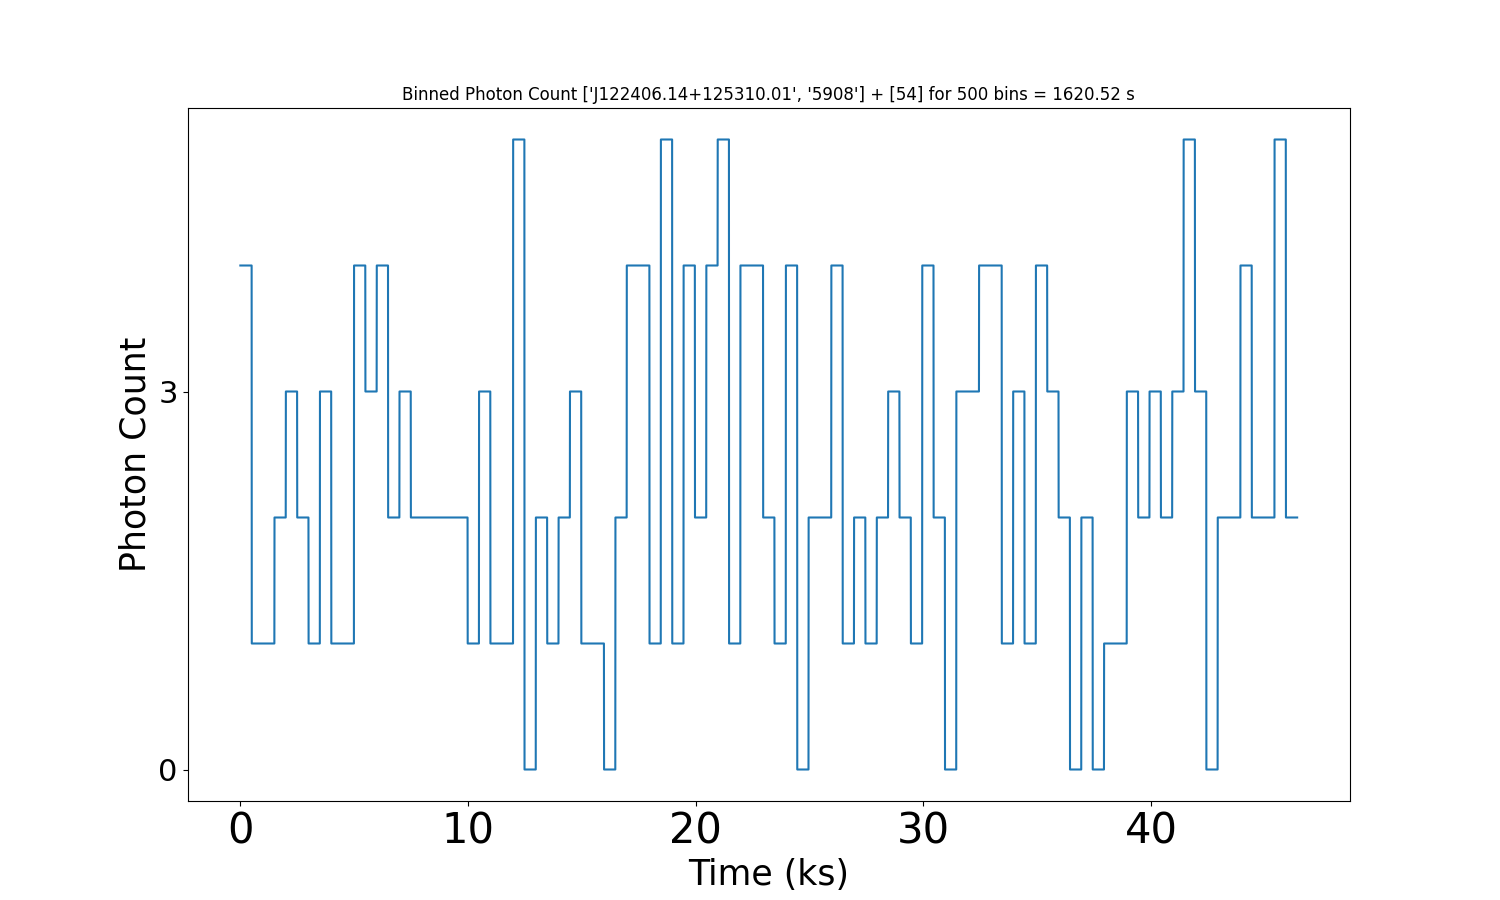 Binned Photon Count ['J122406.14+125310.01', '5908'] + [54] for 500 bins = 1620.52 s
Photon Count
3
0
0 10 20 30 40
Time (ks)